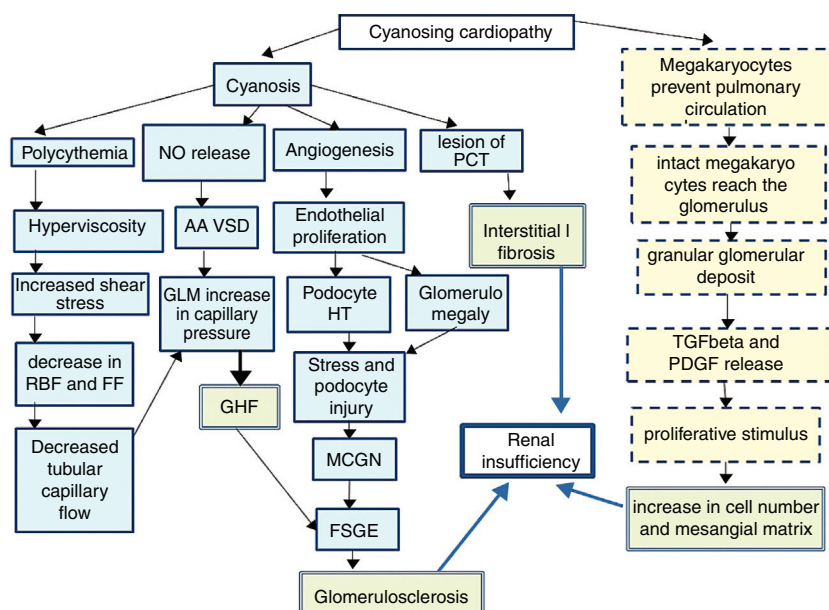 Cyanosing cardiopathy
Cyanosis
Polycythemia
Hyperviscosity
Increased shear
stress
decrease in
RBF and FF
Decreased
tubular
capillary
flow
NO release
AA VSD
GLM increase
in capillary
pressure
GHF
Angiogenesis
Endothelial
proliferation
Podocyte
HT
Glomerulo
megaly
Stress and
podocyte
injury
MCGN
FSGE
Glomerulosclerosis
lesion of
PCT
Interstitial l
fibrosis
Renal
insufficiency
Megakaryocytes
prevent pulmonary
circulation
intact megakaryo
cytes reach the
glomerulus
granular glomerular
deposit
TGFbeta and
PDGF release
proliferative stimulus
increase in cell number
and mesangial matrix